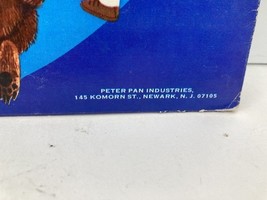 PETER PAN INDUSTRIES,
145 KOMORN ST., NEWARK, N. J. 07105